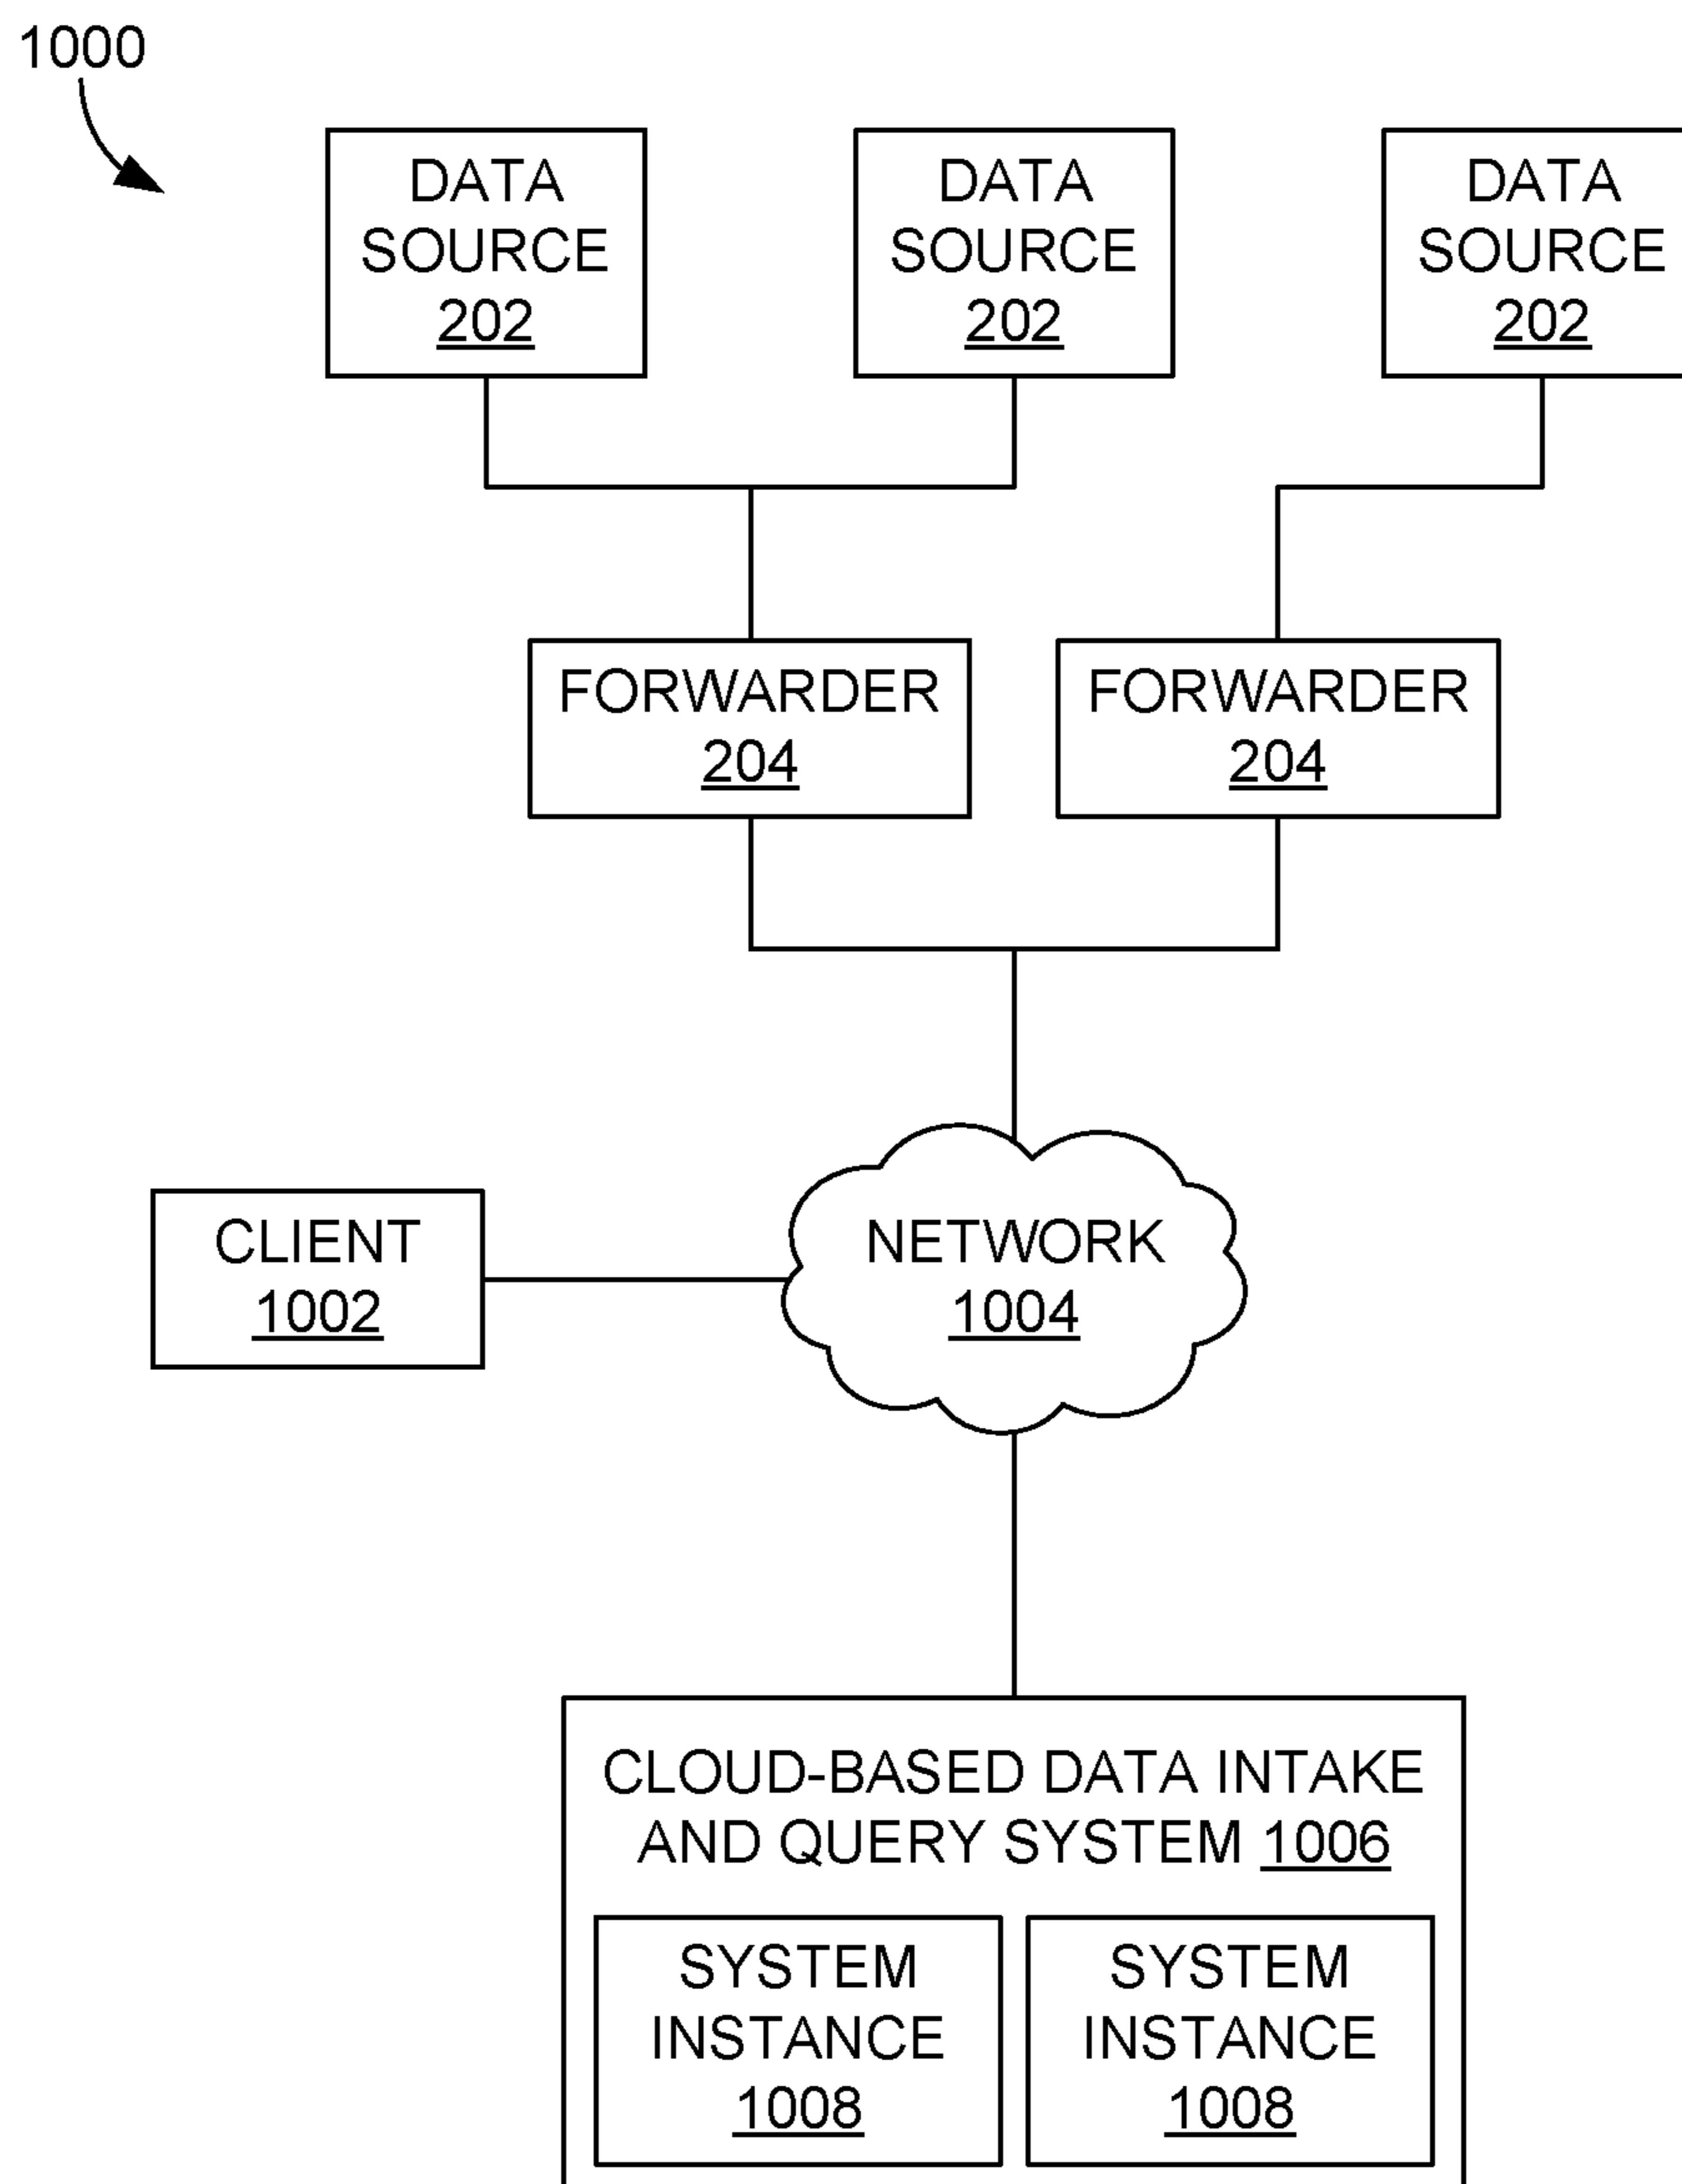 1000
DATA
SOURCE
202
DATA
SOURCE
202
DATA
SOURCE
202
FORWARDER
204
FORWARDER
204
CLIENT
1002
NETWORK
1004
CLOUD-BASED DATA INTAKE
AND QUERY SYSTEM 1006
SYSTEM
INSTANCE
1008
SYSTEM
INSTANCE
1008